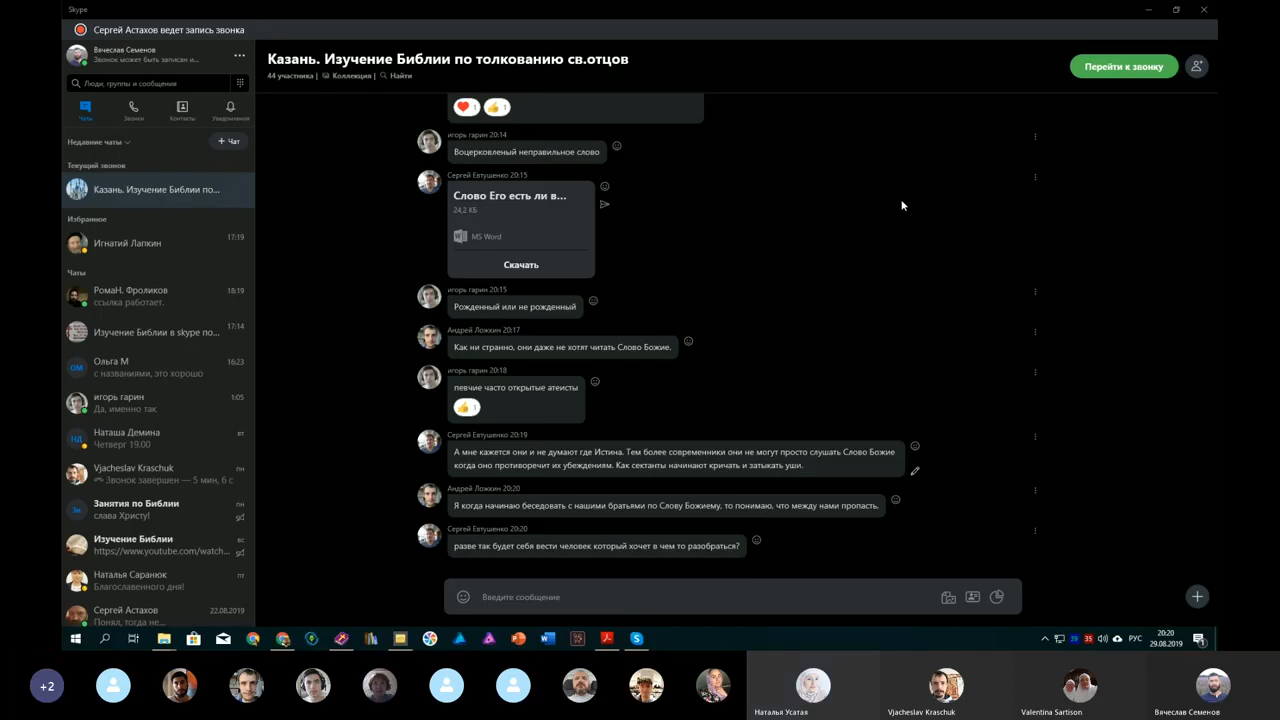 Skype
Сергей Астахов ведет запись звонка
Вячеслав Семенов
Звонок может быть записан и...
Люди, группы и сообщения
Чаты
Звонки
Контакты
Уведомления
Недавние чаты
+ Чат
Текущий звонок
Казань. Изучение Библии по...
Избранное
Игнатий Лапкин
17:19
Чаты
РомаН. Фроликов
18:19
ссылка работает.
Изучение Библии в skype по...
17:14
ОМ
Ольга М
16:23
с названиями, это хорошо
игорь гарин
1:05
Да, именно так
НД
Наташа Демина
вт
Четверг 19.00
Vjacheslav Kraschuk
пн
Звонок завершен — 5 мин, 6 с
Зн
Занятия по Библии
пн
слава Христу!
Изучение Библии
вс
https://www.youtube.com/watch...
Наталья Саранюк
пт
Благословенного дня!
Сергей Астахов
22.08.2019
Понял, тогда не...
Казань. Изучение Библии по толкованию св.отцов
44 участника | Коллекция | Найти
Перейти к звонку
1 1
игорь гарин 20:14
Воцерковленый неправильное слово
Сергей Евтушенко 20:15
Слово Его есть ли в...
24,2 КБ
MS Word
Скачать
игорь гарин 20:15
Рожденный или не рожденный
Андрей Ложкин 20:17
Как ни странно, они даже не хотят читать Слово Божие.
игорь гарин 20:18
певчие часто открытые атеисты
1
Сергей Евтушенко 20:19
А мне кажется они и не думают где Истина. Тем более современники они не могут просто слушать Слово Божие
когда оно противоречит их убеждениям. Как сектанты начинают кричать и затыкать уши.
Андрей Ложкин 20:20
Я когда начинаю беседовать с нашими братьями по Слову Божиему, то понимаю, что между нами пропасть.
Сергей Евтушенко 20:20
разве так будет себя вести человек который хочет в чем то разобраться?
Введите сообщение
39
35
РУС
20:20
29.08.2019
1
+2
Наталья Усатая
Vjacheslav Kraschuk
Valentina Sartison
Вячеслав Семенов